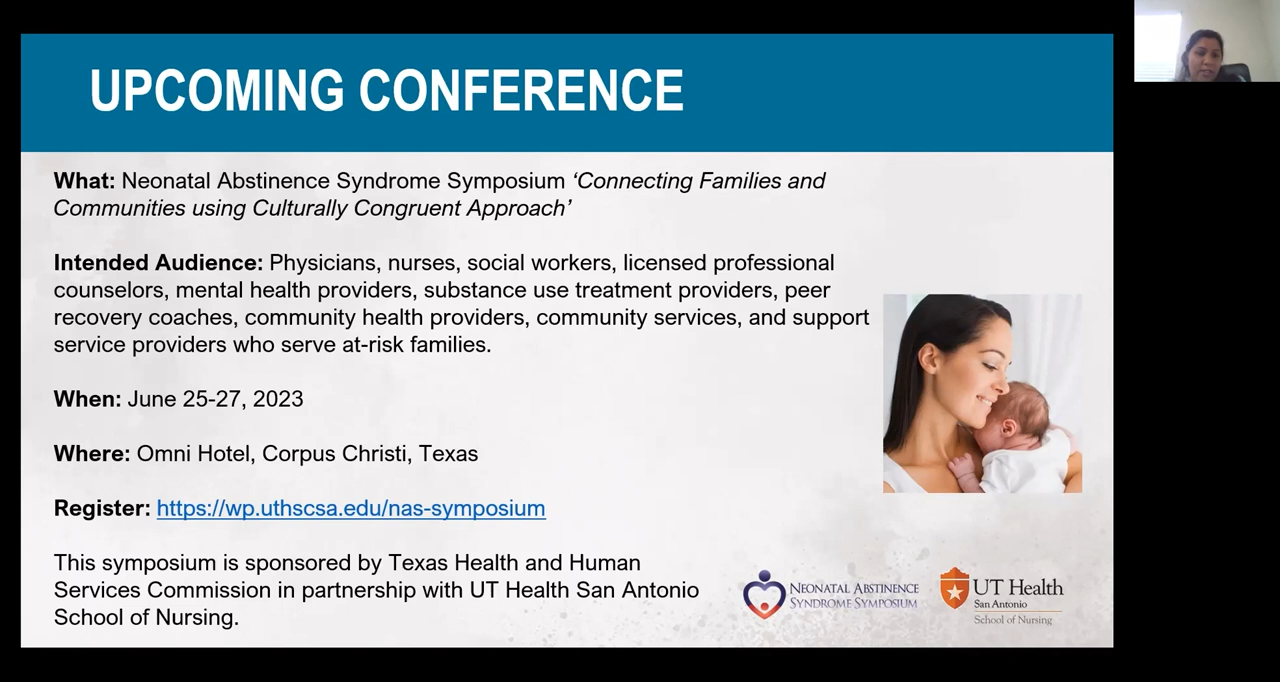 UPCOMING CONFERENCE
What: Neonatal Abstinence Syndrome Symposium ‘Connecting Families and
Communities using Culturally Congruent Approach’
Intended Audience: Physicians, nurses, social workers, licensed professional
counselors, mental health providers, substance use treatment providers, peer
recovery coaches, community health providers, community services, and support
service providers who serve at-risk families.
When: June 25-27, 2023
Where: Omni Hotel, Corpus Christi, Texas
Register: https://wp.uthscsa.edu/nas-symposium
This symposium is sponsored by Texas Health and Human
Services Commission in partnership with UT Health San Antonio
School of Nursing.
NEONATAL ABSTINENCE
SYNDROME SYMPOSIUM
UT Health
San Antonio
School of Nursing